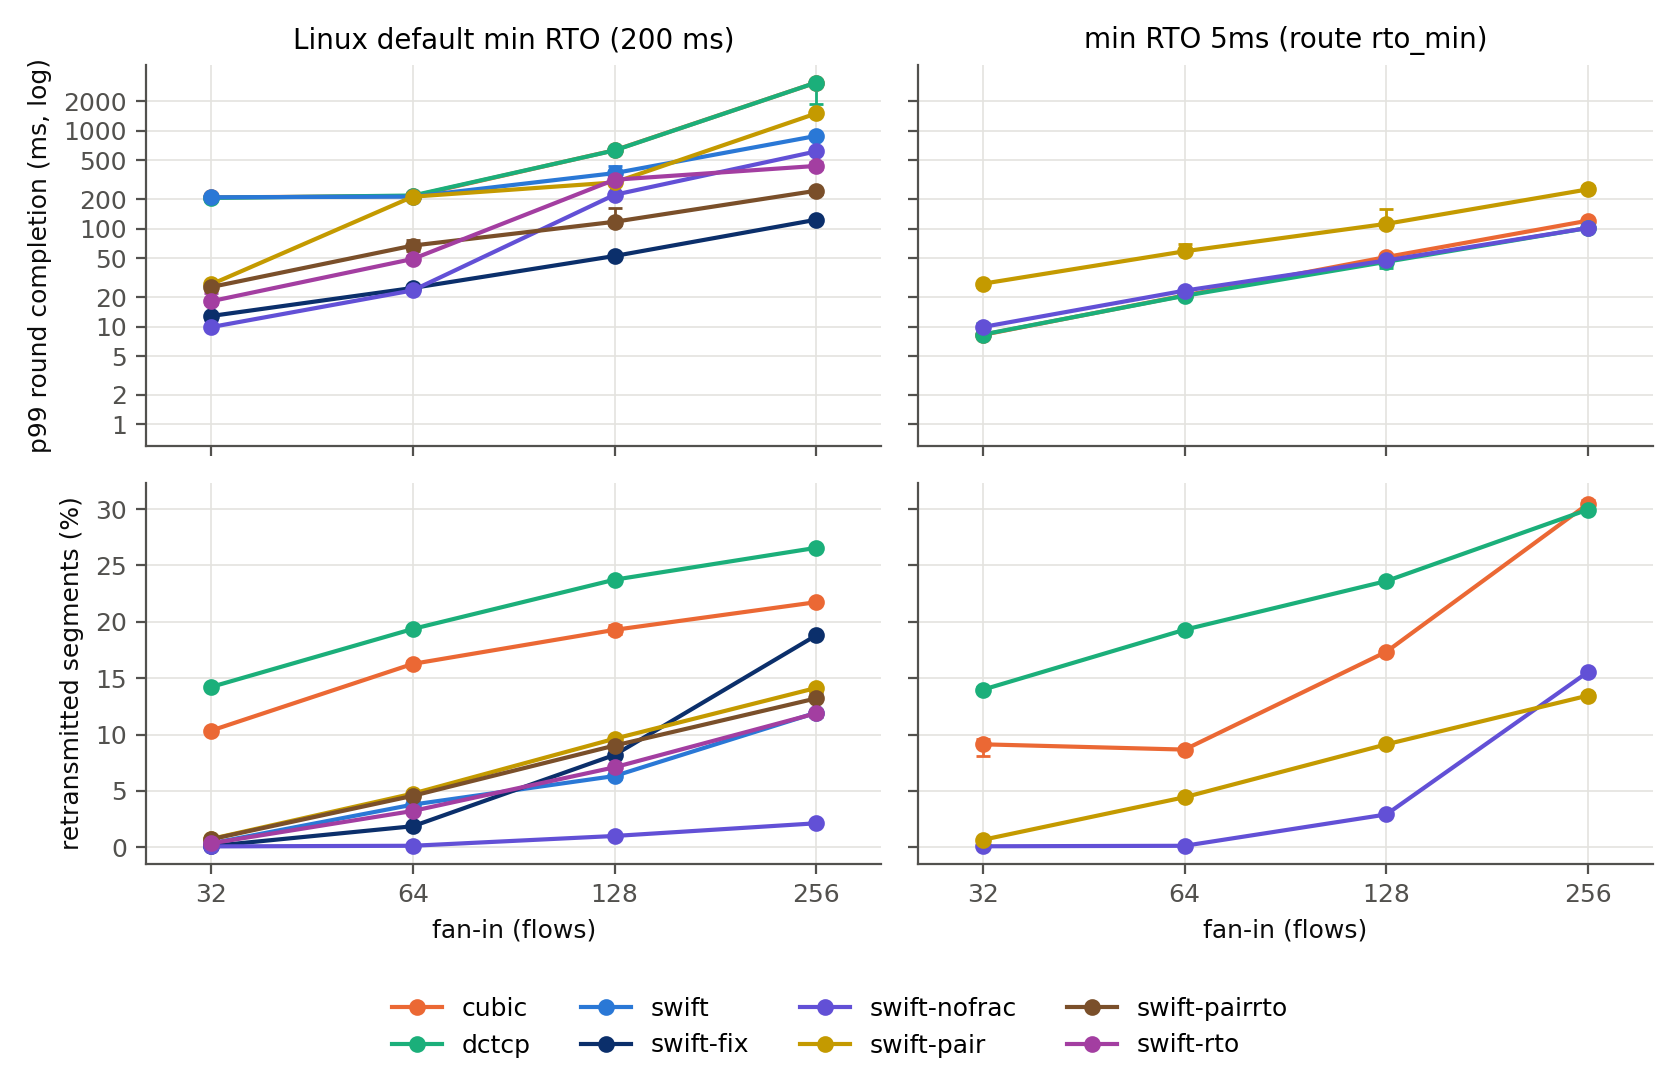 Linux default min RTO (200 ms)
min RTO 5ms (route rto_min)
p99 round completion (ms, log)
2000
1000
500
200
100
50
20
10
5
2
1
retransmitted segments (%)
30
25
20
15
10
5
0
32 64 128 256
32 64 128 256
fan-in (flows)
fan-in (flows)
cubic swift swift-nofrac swift-pairrto
dctcp swift-fix swift-pair swift-rto